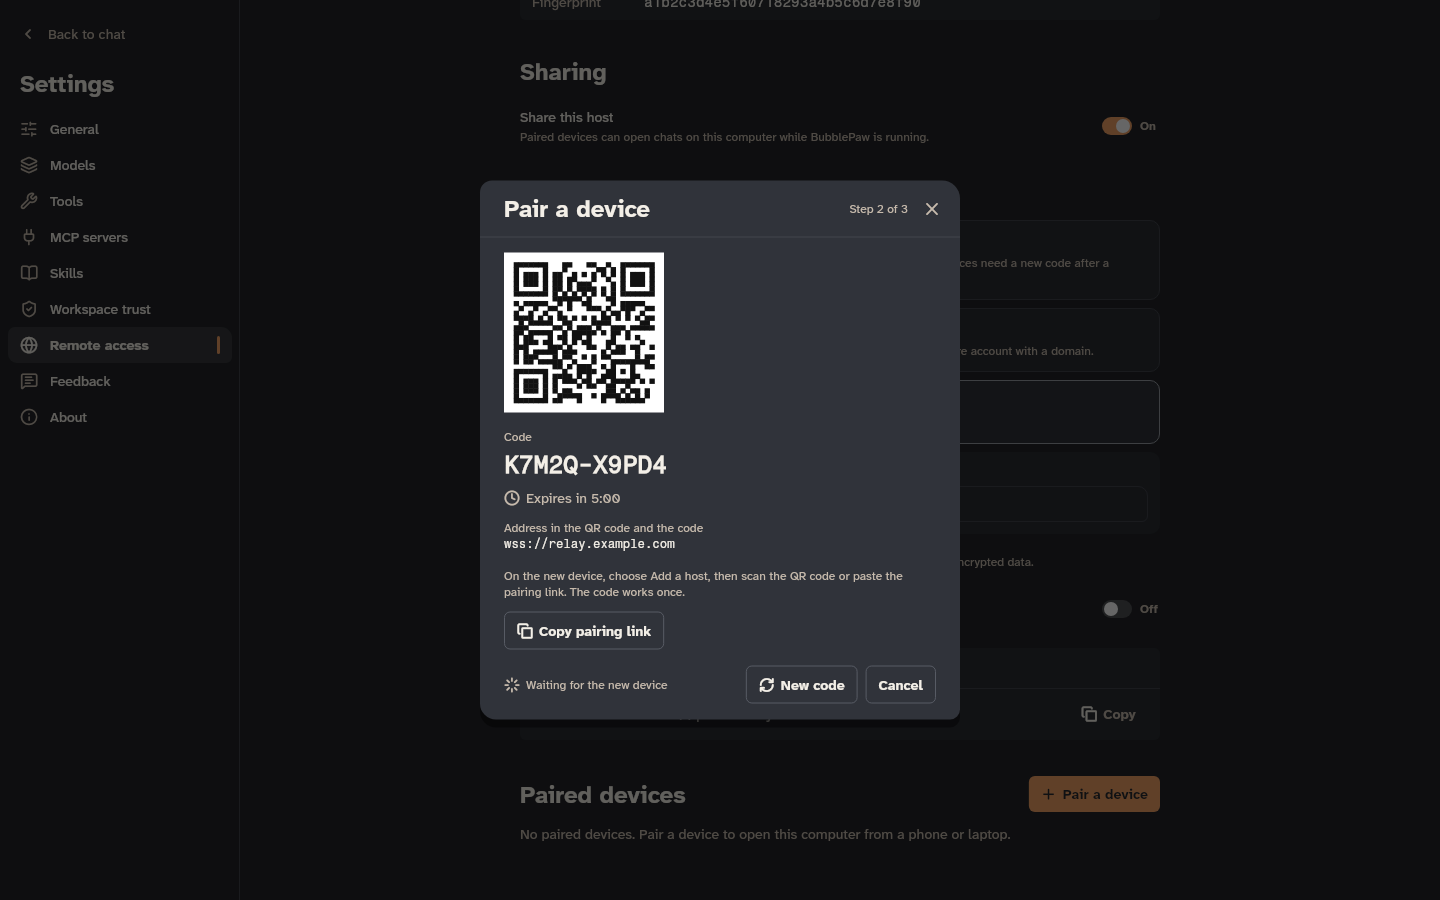 Back to chat
Settings
General
Models
Tools
MCP servers
Skills
Workspace trust
Remote access
Feedback
About
Fingerprint a1b2c3d4e5f60718293a4b5c6d7e8f90
Sharing
Share this host
Paired devices can open chats on this computer while BubblePaw is running.
On
ces need a new code after a
account with a domain.
ncrypted data.
Off
Copy
Pair a device
Step 2 of 3
Code
K7M2Q-X9PD4
Expires in 5:00
Address in the QR code and the code
wss://relay.example.com
On the new device, choose Add a host, then scan the QR code or paste the
pairing link. The code works once.
Copy pairing link
Waiting for the new device
New code
Cancel
Paired devices
Pair a device
No paired devices. Pair a device to open this computer from a phone or laptop.